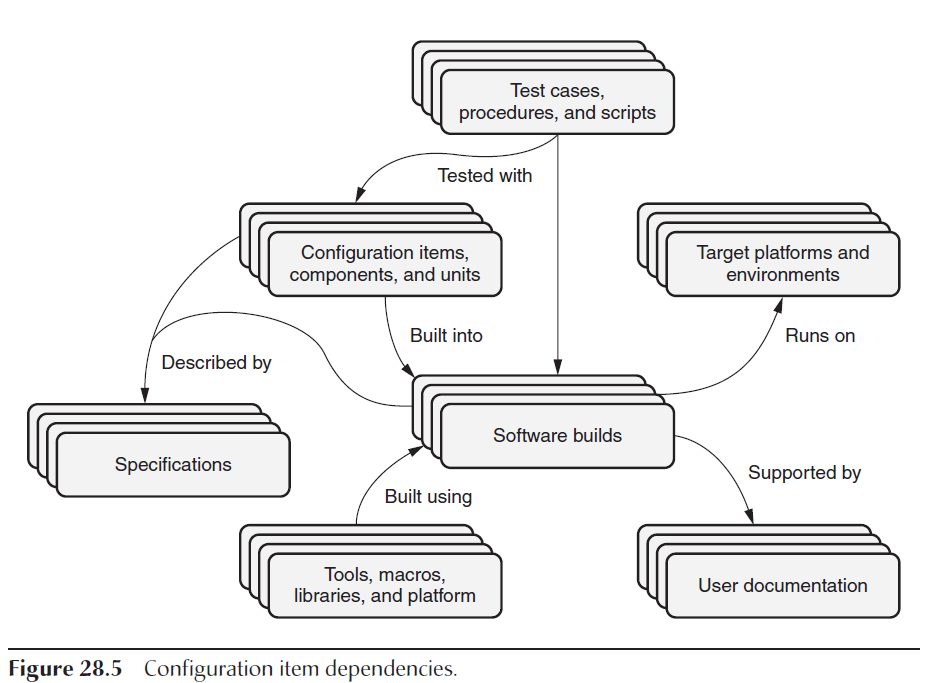 Test cases,
procedures, and scripts
Tested with
Configuration items,
components, and units
Target platforms and
environments
Built into
Runs on
Described by
Software builds
Specifications
Supported by
Built using
Tools, macros,
libraries, and platform
User documentation
Figure 28.5 Configuration item dependencies.